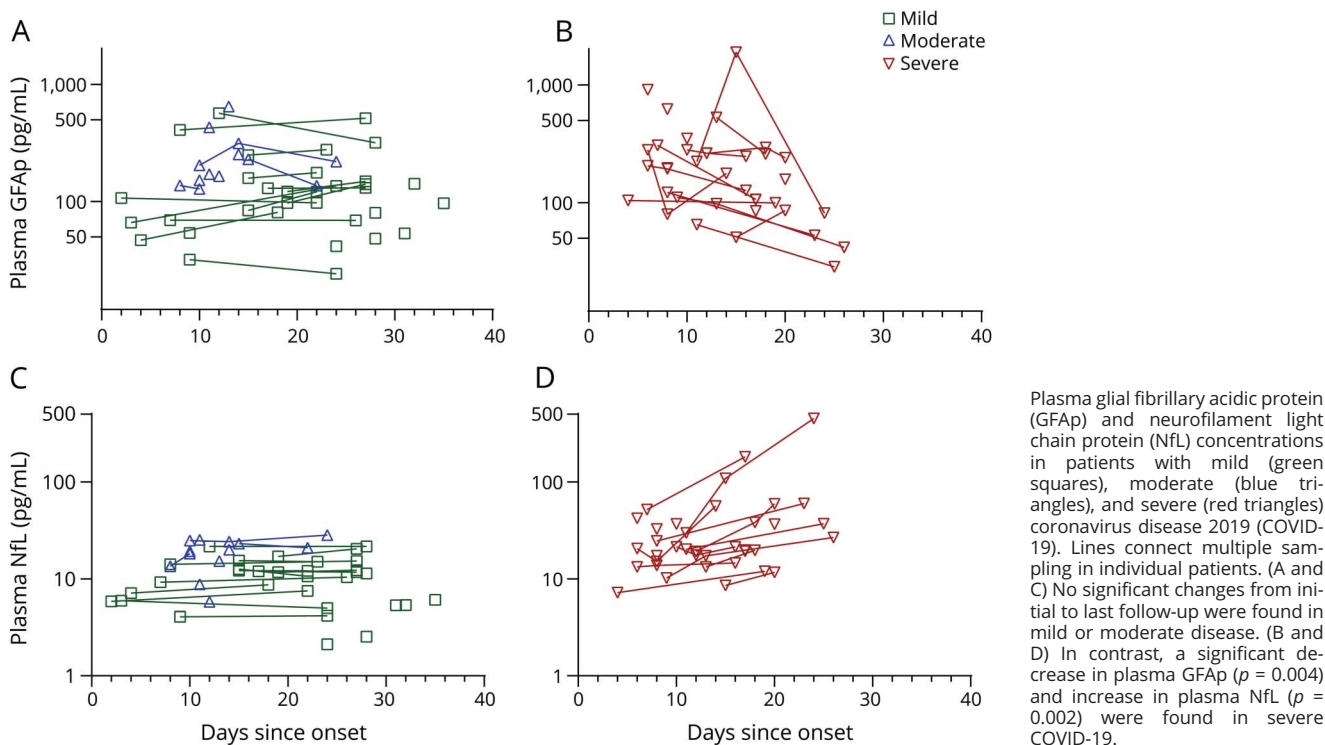 A
B
Mild
Moderate
Severe
Plasma GFAp (pg/mL)
1,000
500
100
50
0
10
20
30
40
1,000
500
100
50
0
10
20
30
40
C
D
Plasma NfL (pg/mL)
500
100
10
1
0
10
20
30
40
Days since onset
500
100
10
1
0
10
20
30
40
Days since onset
Plasma glial fibrillary acidic protein
(GFAp) and neurofilament light
chain protein (NfL) concentrations
in patients with mild (green
squares), moderate (blue tri-
angles), and severe (red triangles)
coronavirus disease 2019 (COVID-
19). Lines connect multiple sam-
pling in individual patients. (A and
C) No significant changes from ini-
tial to last follow-up were found in
mild or moderate disease. (B and
D) In contrast, a significant de-
crease in plasma GFAp (p = 0.004)
and increase in plasma NfL (p =
0.002) were found in severe
COVID-19.